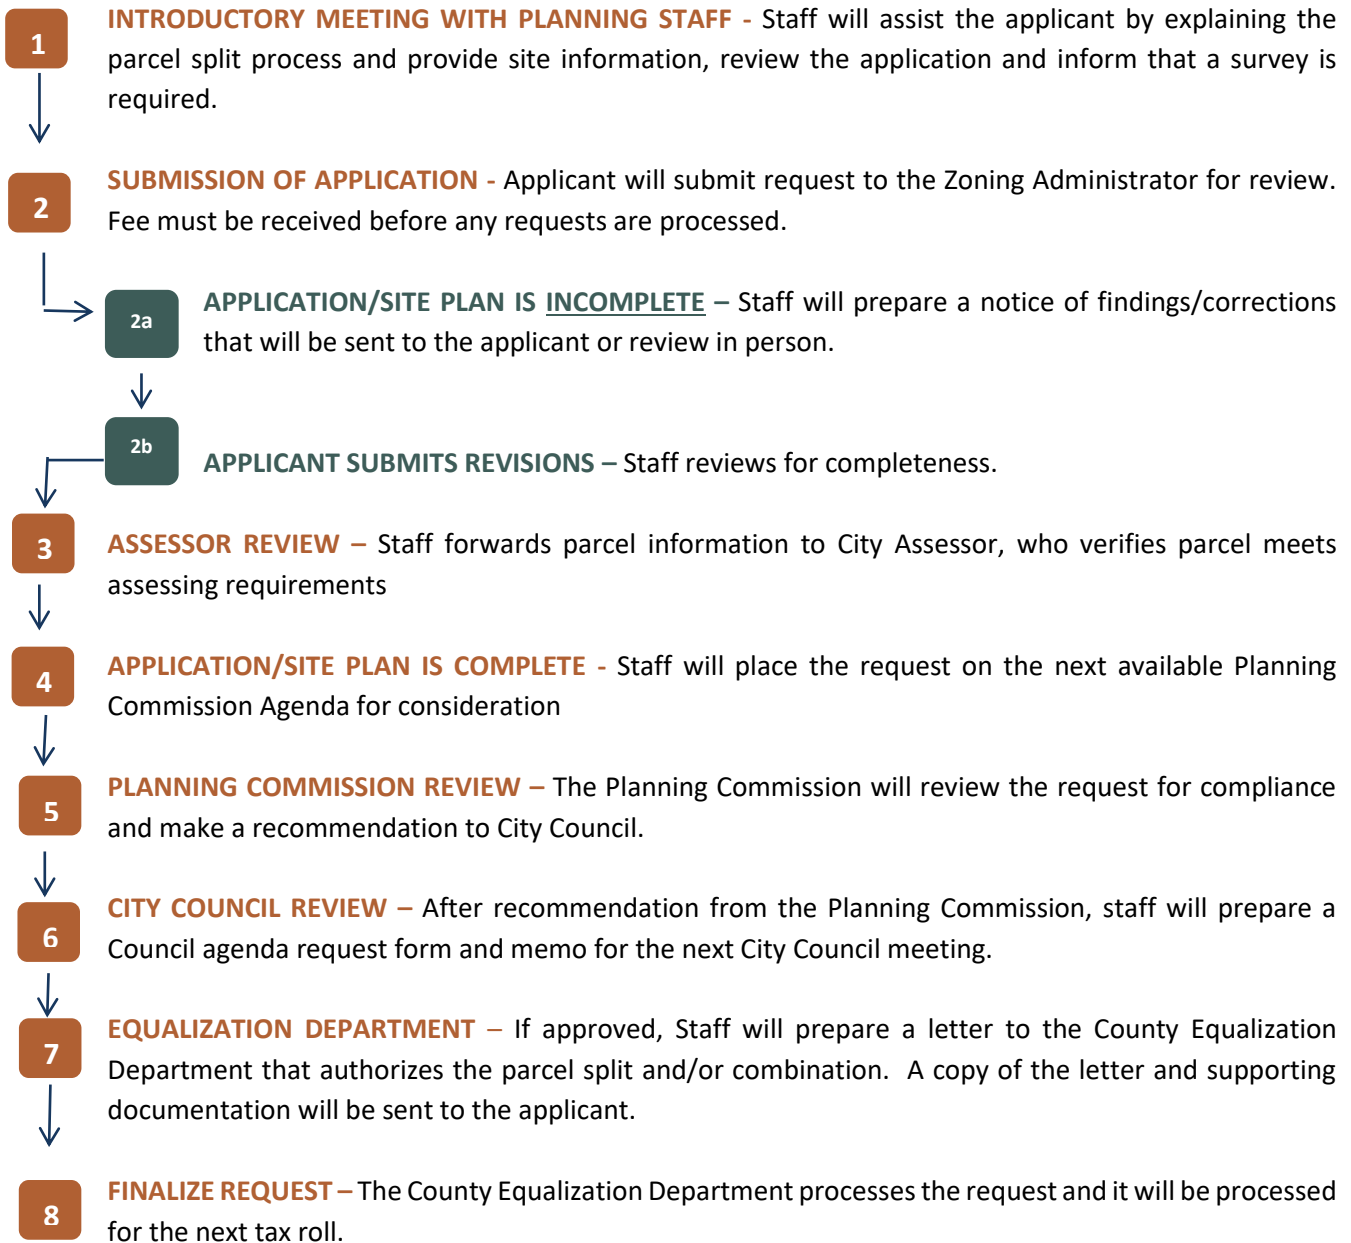 1
INTRODUCTORY MEETING WITH PLANNING STAFF - Staff will assist the applicant by explaining the
parcel split process and provide site information, review the application and inform that a survey is
required.
2
SUBMISSION OF APPLICATION - Applicant will submit request to the Zoning Administrator for review.
Fee must be received before any requests are processed.
2a
APPLICATION/SITE PLAN IS INCOMPLETE – Staff will prepare a notice of findings/corrections
that will be sent to the applicant or review in person.
2b
APPLICANT SUBMITS REVISIONS – Staff reviews for completeness.
3
ASSESSOR REVIEW – Staff forwards parcel information to City Assessor, who verifies parcel meets
assessing requirements
4
APPLICATION/SITE PLAN IS COMPLETE - Staff will place the request on the next available Planning
Commission Agenda for consideration
5
PLANNING COMMISSION REVIEW – The Planning Commission will review the request for compliance
and make a recommendation to City Council.
6
CITY COUNCIL REVIEW – After recommendation from the Planning Commission, staff will prepare a
Council agenda request form and memo for the next City Council meeting.
7
EQUALIZATION DEPARTMENT – If approved, Staff will prepare a letter to the County Equalization
Department that authorizes the parcel split and/or combination. A copy of the letter and supporting
documentation will be sent to the applicant.
8
FINALIZE REQUEST – The County Equalization Department processes the request and it will be processed
for the next tax roll.